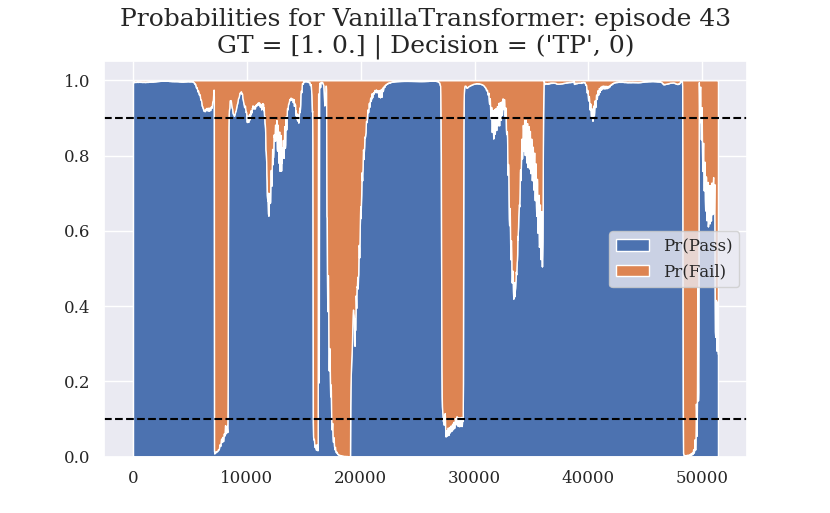 Probabilities for VanillaTransformer: episode 43
GT = [1. 0.] | Decision = ('TP', 0)
1.0
0.8
0.6
0.4
0.2
0.0
Pr(Pass)
Pr(Fail)
0 10000 20000 30000 40000 50000